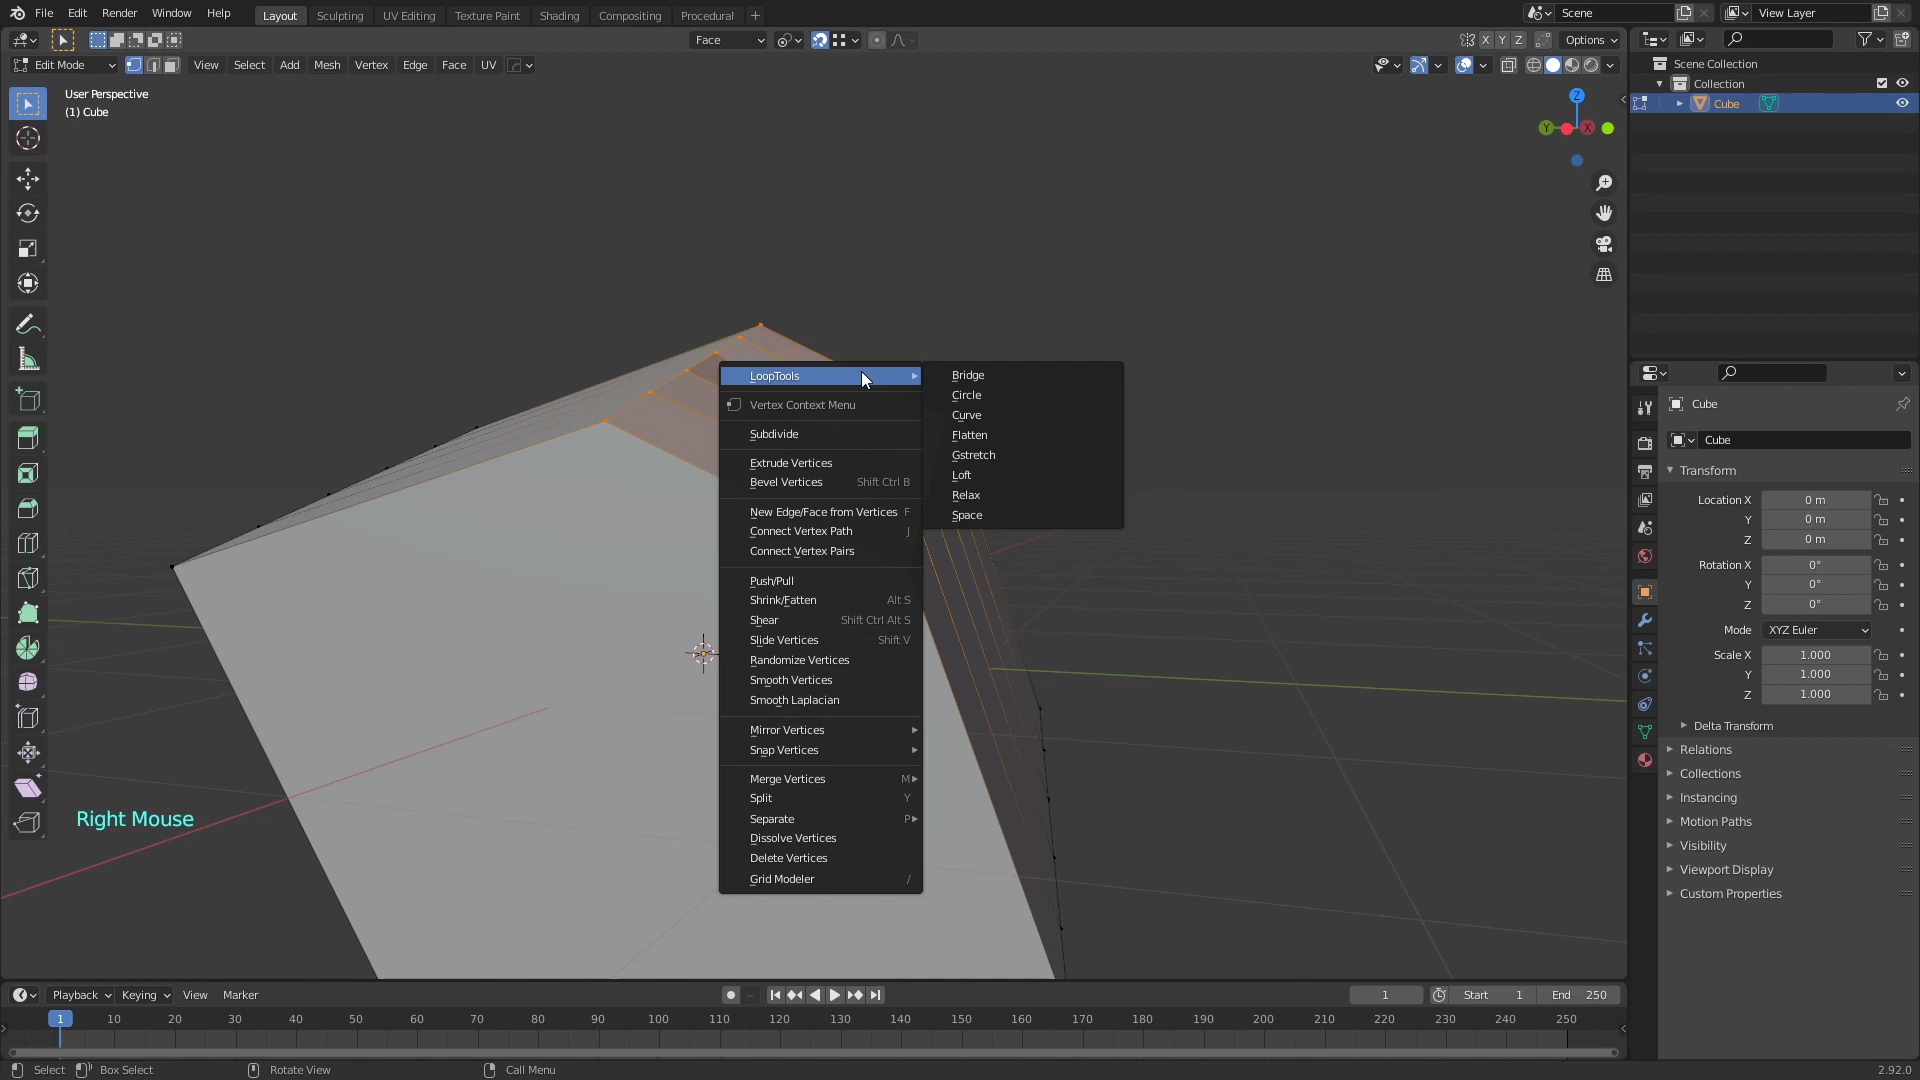 File Edit Render Window Help Layout Sculpting UV Editing Texture Paint Shading Compositing Procedural + Scene View Layer
Face Options X Y Z
Edit Mode View Select Add Mesh Vertex Edge Face UV
User Perspective
(1) Cube
Z
Y X
Scene Collection
Collection
Cube
LoopTools
Vertex Context Menu
Subdivide
Extrude Vertices
Bevel Vertices Shift Ctrl B
New Edge/Face from Vertices F
Connect Vertex Path J
Connect Vertex Pairs
Push/Pull
Shrink/Fatten Alt S
Shear Shift Ctrl Alt S
Slide Vertices Shift V
Randomize Vertices
Smooth Vertices
Smooth Laplacian
Mirror Vertices
Snap Vertices
Merge Vertices M
Split Y
Separate P
Dissolve Vertices
Delete Vertices
Grid Modeler /
Bridge
Circle
Curve
Flatten
Gstretch
Loft
Relax
Space
Right Mouse
Cube
Cube
Transform
Location X 0 m
Y 0 m
Z 0 m
Rotation X 0°
Y 0°
Z 0°
Mode XYZ Euler
Scale X 1.000
Y 1.000
Z 1.000
Delta Transform
Relations
Collections
Instancing
Motion Paths
Visibility
Viewport Display
Custom Properties
Playback Keying View Marker 1 Start 1 End 250
1 10 20 30 40 50 60 70 80 90 100 110 120 130 140 150 160 170 180 190 200 210 220 230 240 250
Select Box Select Rotate View Call Menu 2.92.0